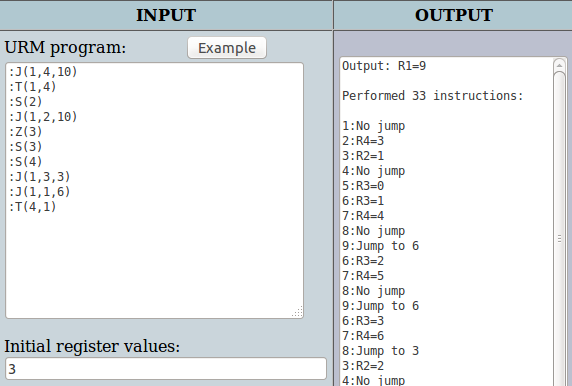 INPUT
OUTPUT
URM program:
Example
:J(1,4,10)
:T(1,4)
:S(2)
:J(1,2,10)
:Z(3)
:S(3)
:S(4)
:J(1,3,3)
:J(1,1,6)
:T(4,1)
Initial register values:
3
Output: R1=9
Performed 33 instructions:
1:No jump
2:R4=3
3:R2=1
4:No jump
5:R3=0
6:R3=1
7:R4=4
8:No jump
9:Jump to 6
6:R3=2
7:R4=5
8:No jump
9:Jump to 6
6:R3=3
7:R4=6
8:Jump to 3
3:R2=2
4:No jump